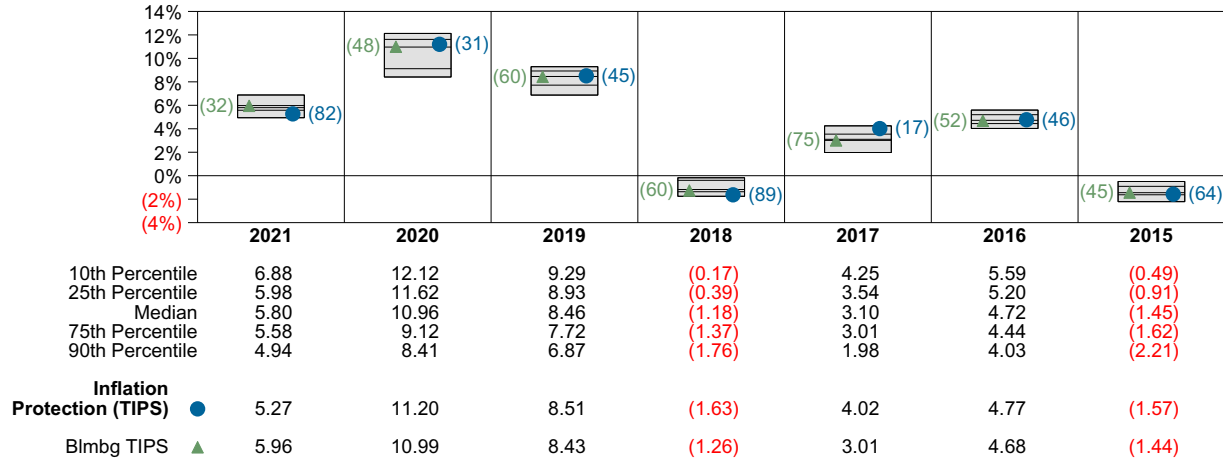 14%
12%
10%
8%
6%
4%
2%
0%
(2%)
(4%)
(32) (82) (48) (31) (60) (45) (60) (89) (75) (17) (52) (46) (45) (64)
2021 2020 2019 2018 2017 2016 2015
10th Percentile 6.88 12.12 9.29 (0.17) 4.25 5.59 (0.49)
25th Percentile 5.98 11.62 8.93 (0.39) 3.54 5.20 (0.91)
Median 5.80 10.96 8.46 (1.18) 3.10 4.72 (1.45)
75th Percentile 5.58 9.12 7.72 (1.37) 3.01 4.44 (1.62)
90th Percentile 4.94 8.41 6.87 (1.76) 1.98 4.03 (2.21)
Inflation
Protection (TIPS) 5.27 11.20 8.51 (1.63) 4.02 4.77 (1.57)
Blmbg TIPS 5.96 10.99 8.43 (1.26) 3.01 4.68 (1.44)